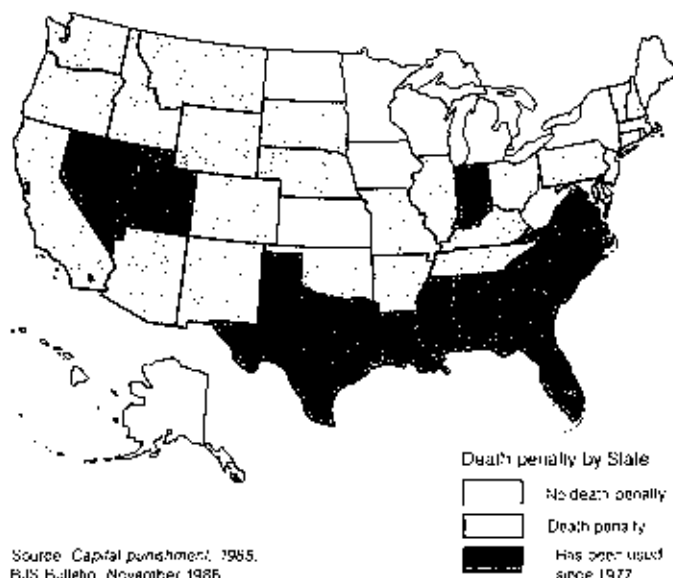 Death penalty by State
No death penalty
Death penalty
Has been used
since 1977
Source: Capital punishment, 1985.
BJS Bulletin, November 1986